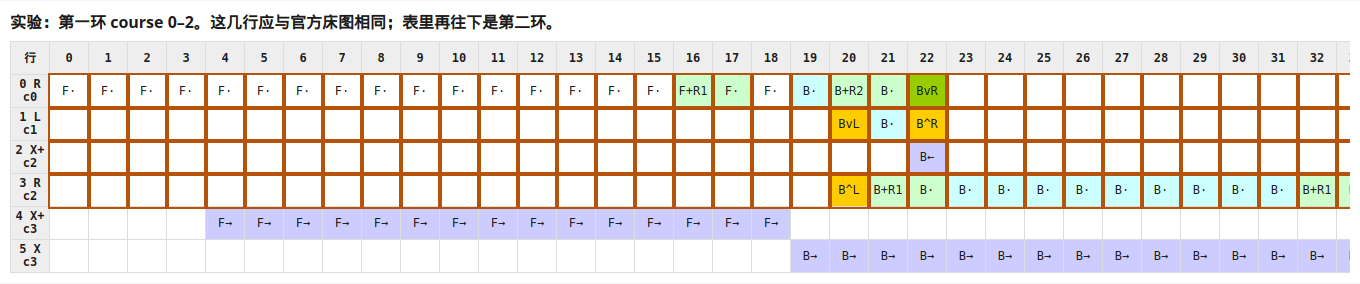 实验：第一环 course 0–2。这几行应与官方床图相同；表里再往下是第二环。
行 0 1 2 3 4 5 6 7 8 9 10 11 12 13 14 15 16 17 18 19 20 21 22 23 24 25 26 27 28 29 30 31 32
0 R F· F· F· F· F· F· F· F· F· F· F· F· F· F· F· F· F+R1 F· F· B· B+R2 B· BvR
c0
1 L BvL B· B^R
c1
2 X+ B←
c2
3 R B^L B+R1 B· B· B· B· B· B· B· B· B· B· B+R1
c2
4 X+ F→ F→ F→ F→ F→ F→ F→ F→ F→ F→ F→ F→ F→ F→ F→
c3
5 X B→ B→ B→ B→ B→ B→ B→ B→ B→ B→ B→ B→ B→ B→
c3